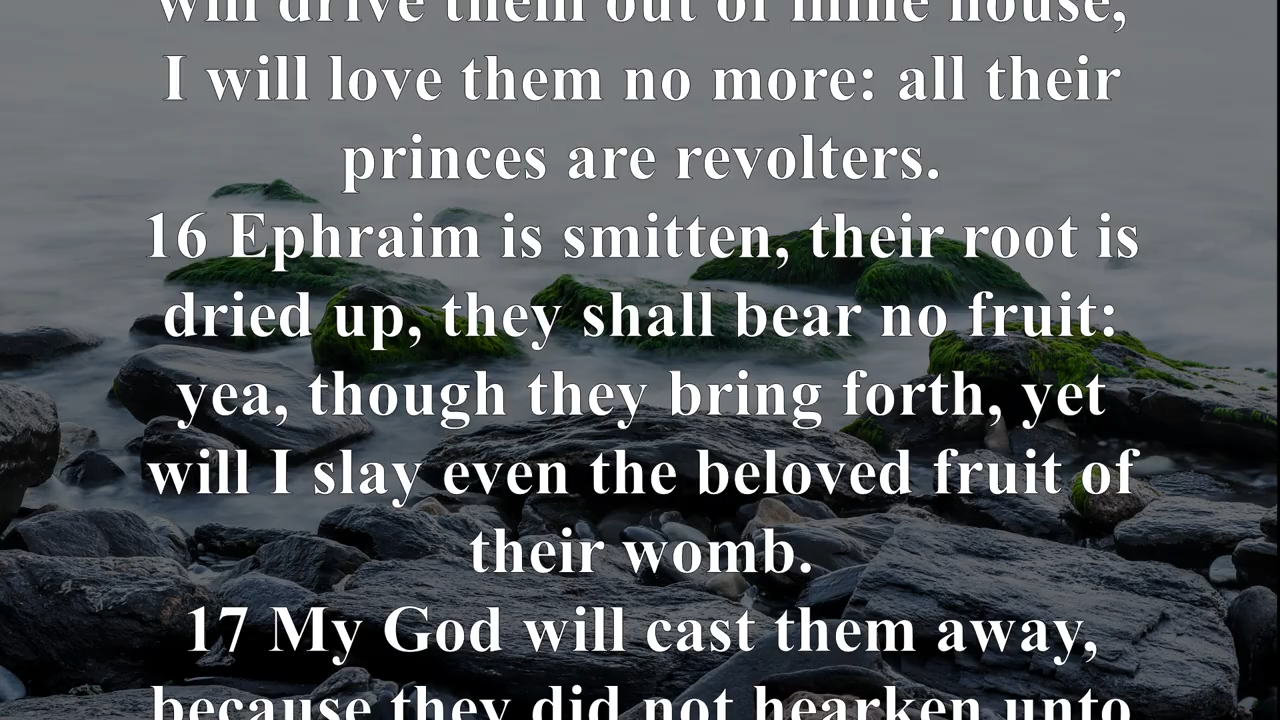 will drive them out of mine house,
I will love them no more: all their
princes are revolters.
16 Ephraim is smitten, their root is
dried up, they shall bear no fruit:
yea, though they bring forth, yet
will I slay even the beloved fruit of
their womb.
17 My God will cast them away,
because they did not hearken unto